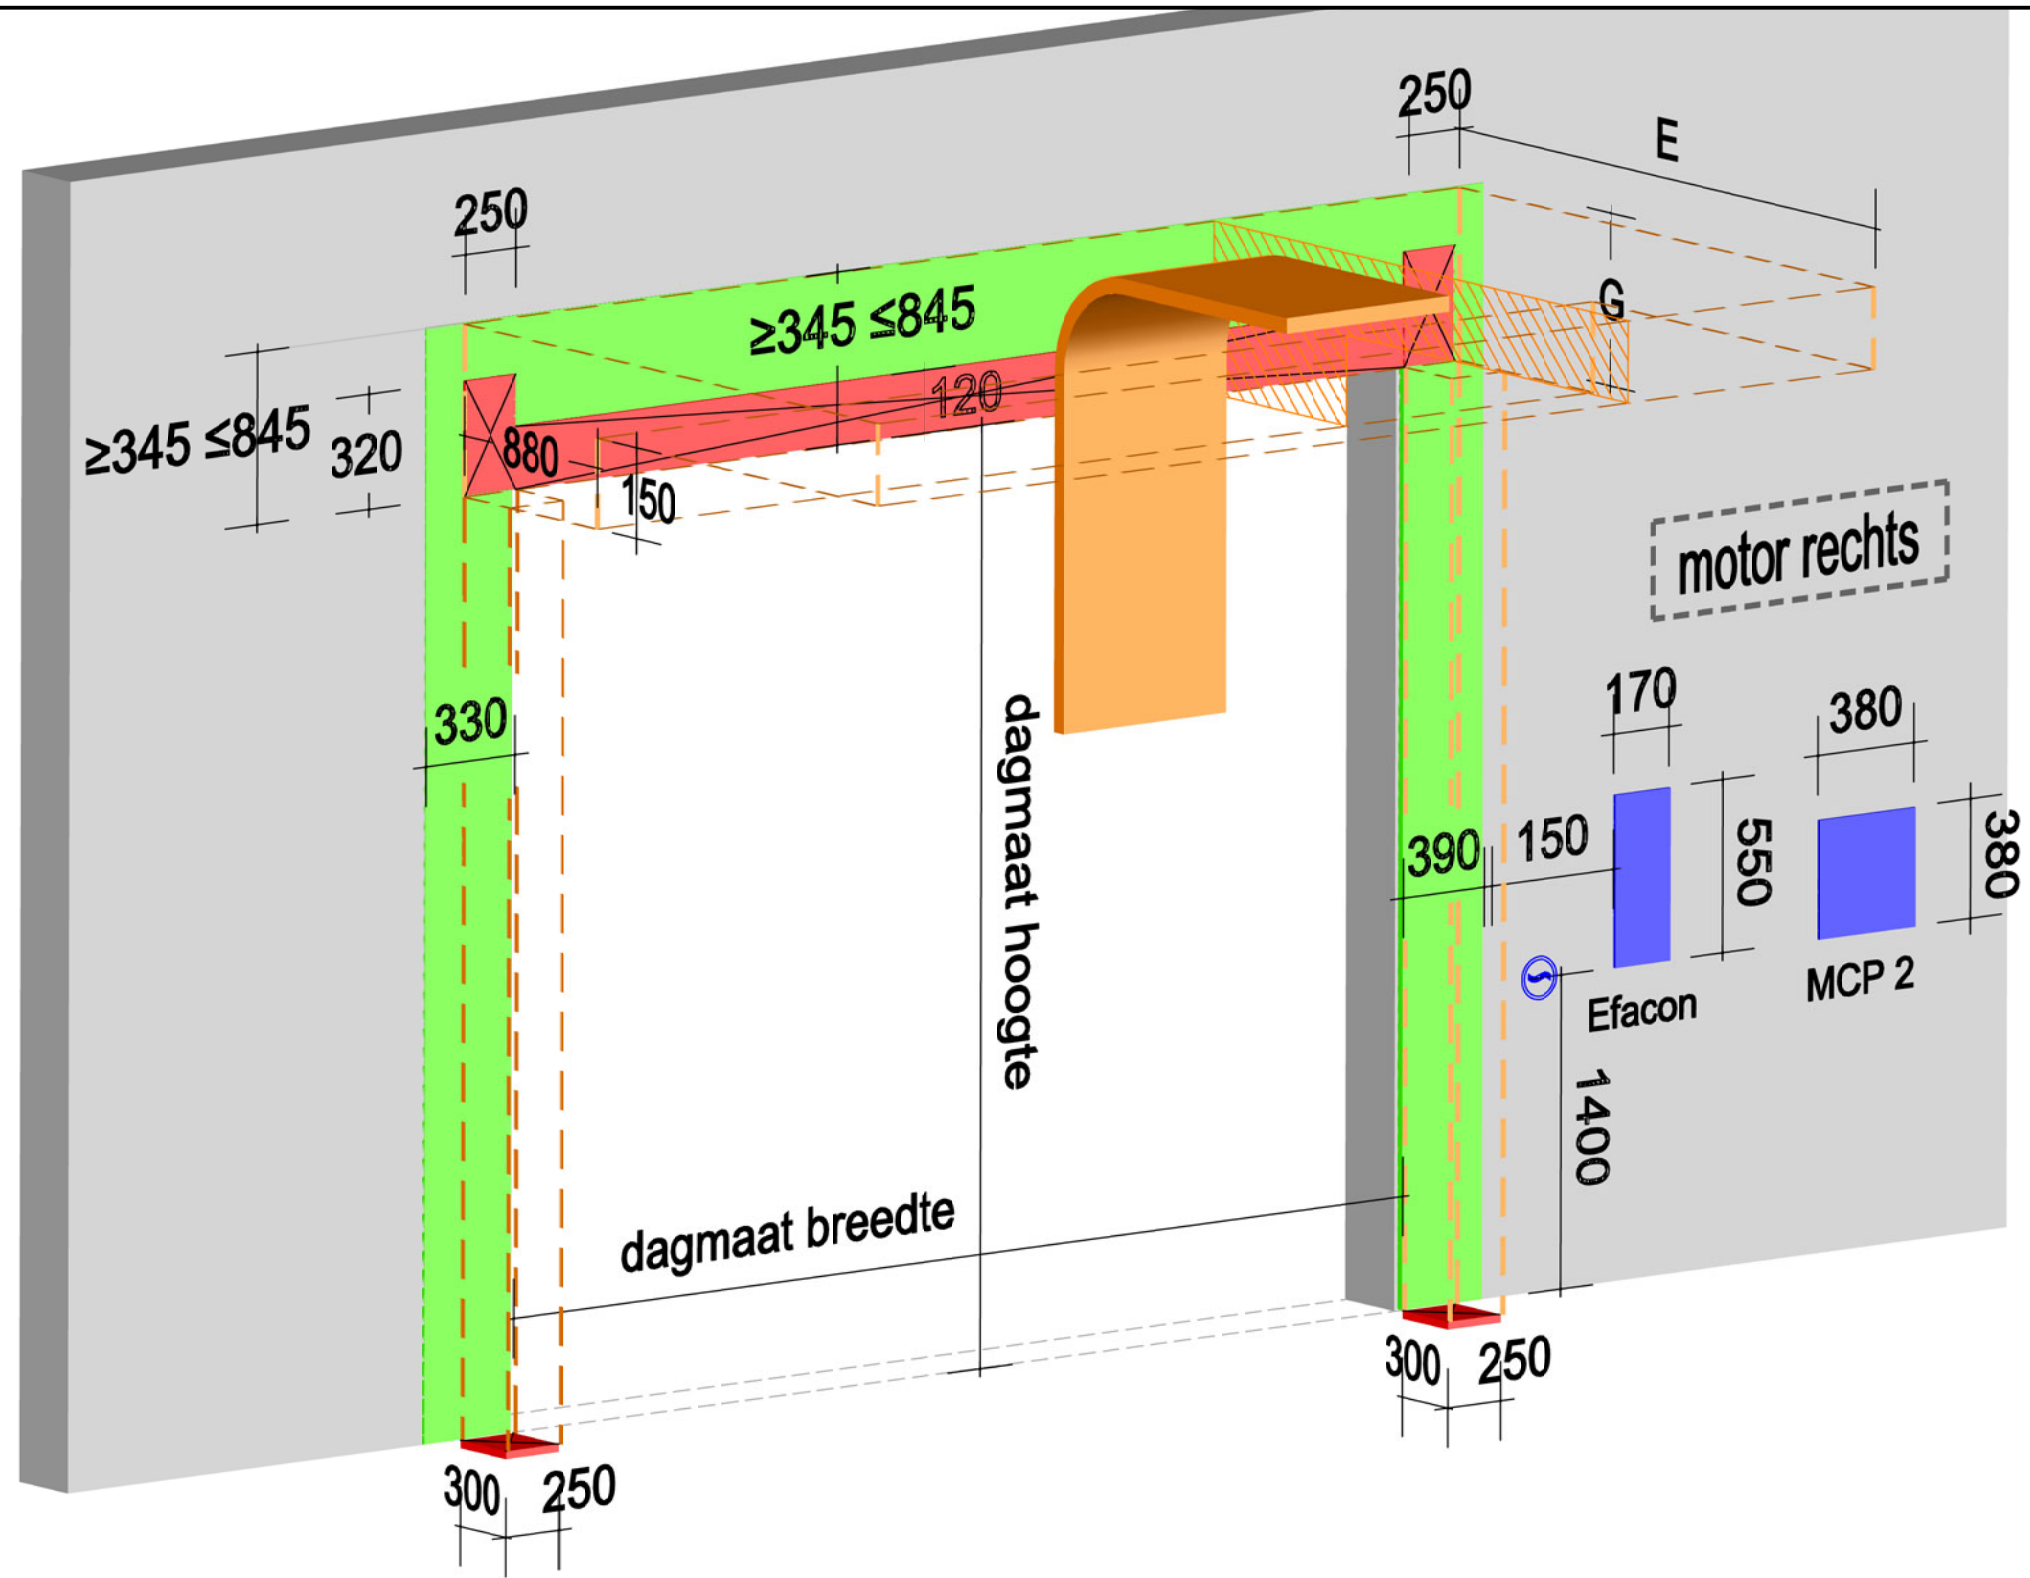 250
E
250
G
≥345 ≤845
120
≥345 ≤845
320
880
150
motor rechts
170
380
330
dagmaat hoogte
390
150
550
380
Efacon
MCP 2
1400
dagmaat breedte
300
250
300
250